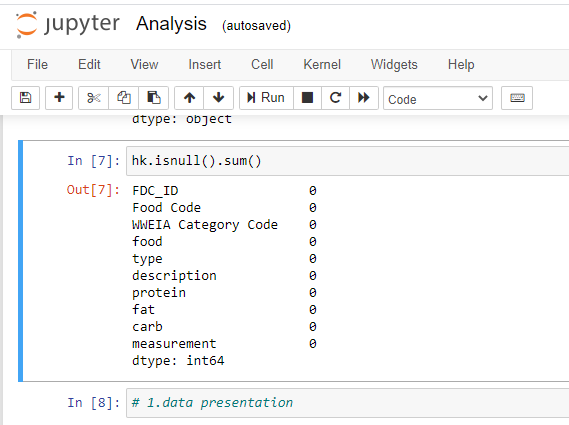 jupyter Analysis (autosaved)
File Edit View Insert Cell Kernel Widgets Help
Run Code
dtype: object
In [7]: hk.isnull().sum()
Out[7]: FDC_ID 0
Food Code 0
WWEIA Category Code 0
food 0
type 0
description 0
protein 0
fat 0
carb 0
measurement 0
dtype: int64
In [8]: # 1.data presentation